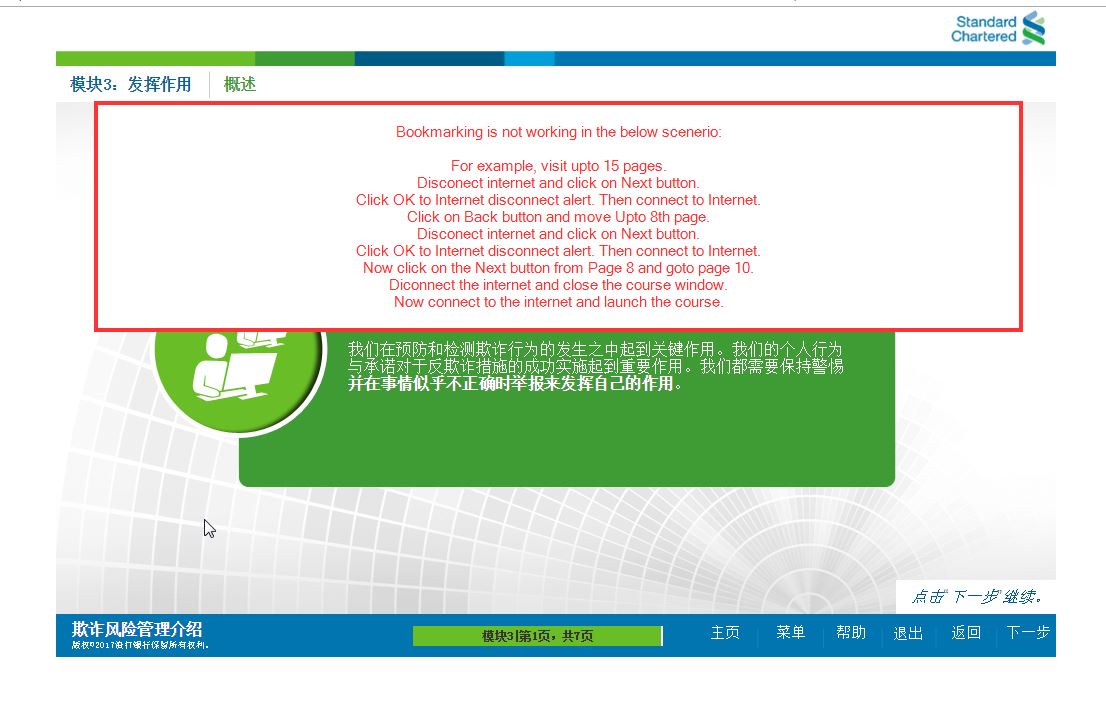 Standard
Chartered
模块3：发挥作用
概述
Bookmarking is not working in the below scenerio:
For example, visit upto 15 pages.
Disconect internet and click on Next button.
Click OK to Internet disconnect alert. Then connect to Internet.
Click on Back button and move Upto 8th page.
Disconect internet and click on Next button.
Click OK to Internet disconnect alert. Then connect to Internet.
Now click on the Next button from Page 8 and goto page 10.
Diconnect the internet and close the course window.
Now connect to the internet and launch the course.
我们在预防和检测欺诈行为的发生之中起到关键作用。我们的个人行为
与承诺对于反欺诈措施的成功实施起到重要作用。我们都需要保持警惕
并在事情似乎不正确时举报来发挥自己的作用。
点击“下一步”继续。
欺诈风险管理介绍
版权©2017渣打银行保留所有权利。
模块3|第1页，共7页
主页
菜单
帮助
退出
返回
下一步